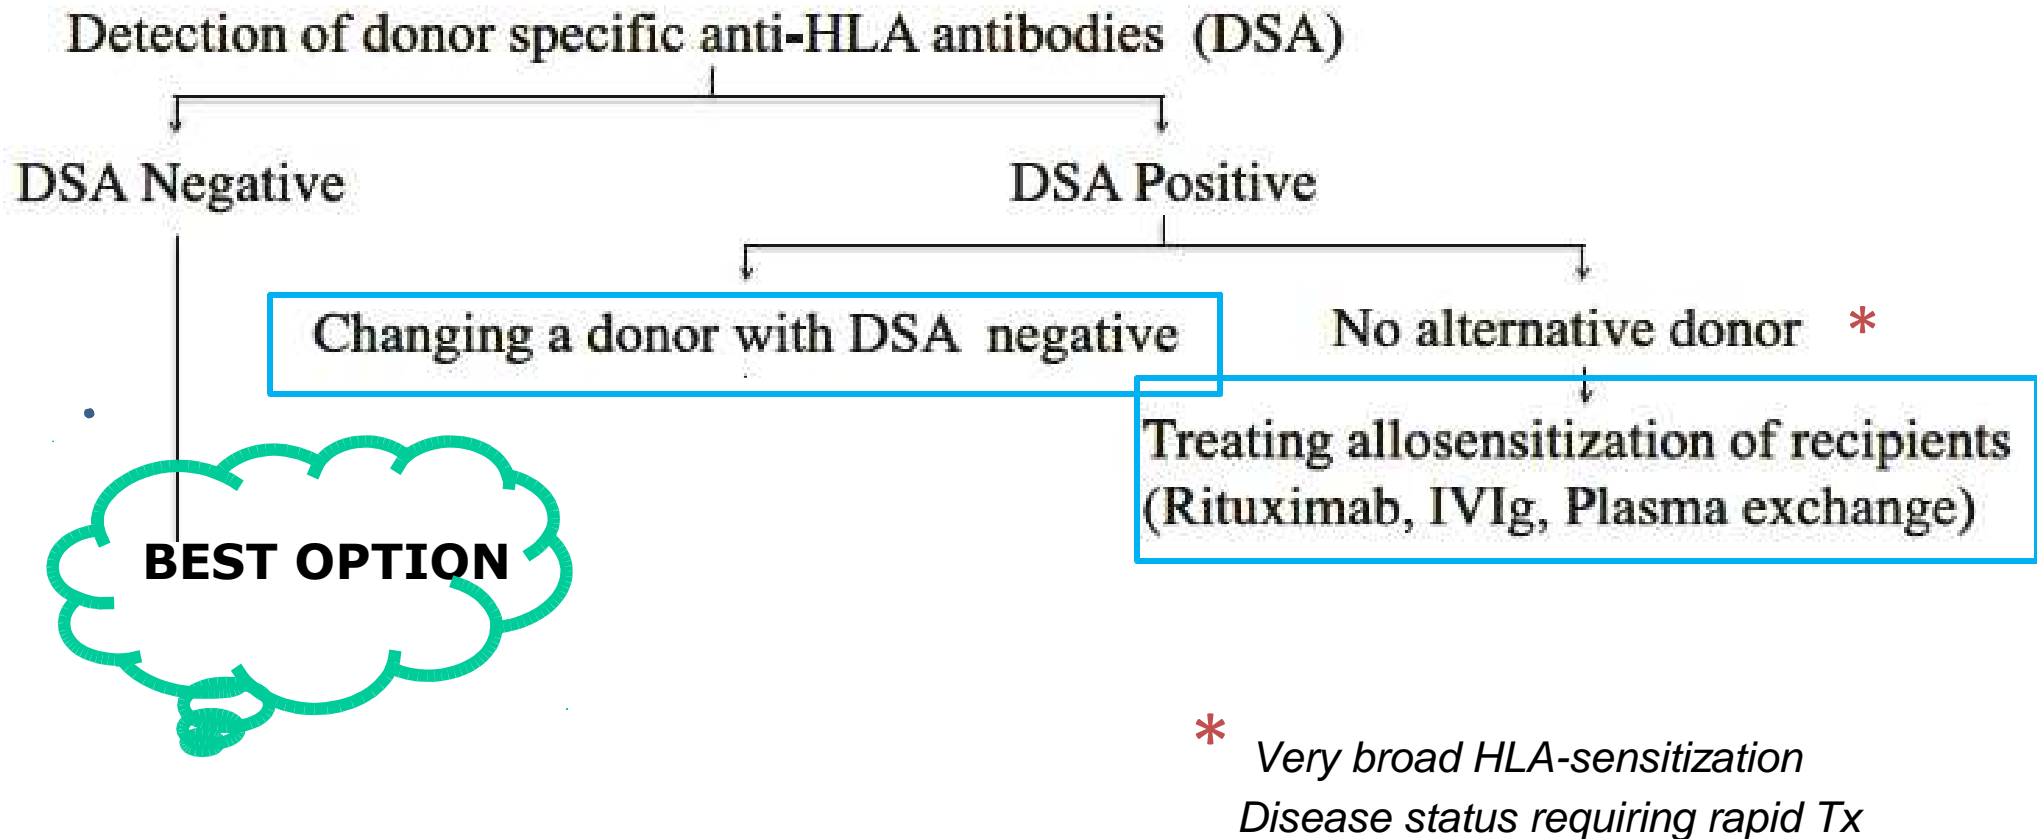 Detection of donor specific anti-HLA antibodies (DSA)
DSA Negative
DSA Positive
Changing a donor with DSA negative
No alternative donor *
Treating allosensitization of recipients
(Rituximab, IVIg, Plasma exchange)
BEST OPTION
* Very broad HLA-sensitization
Disease status requiring rapid Tx